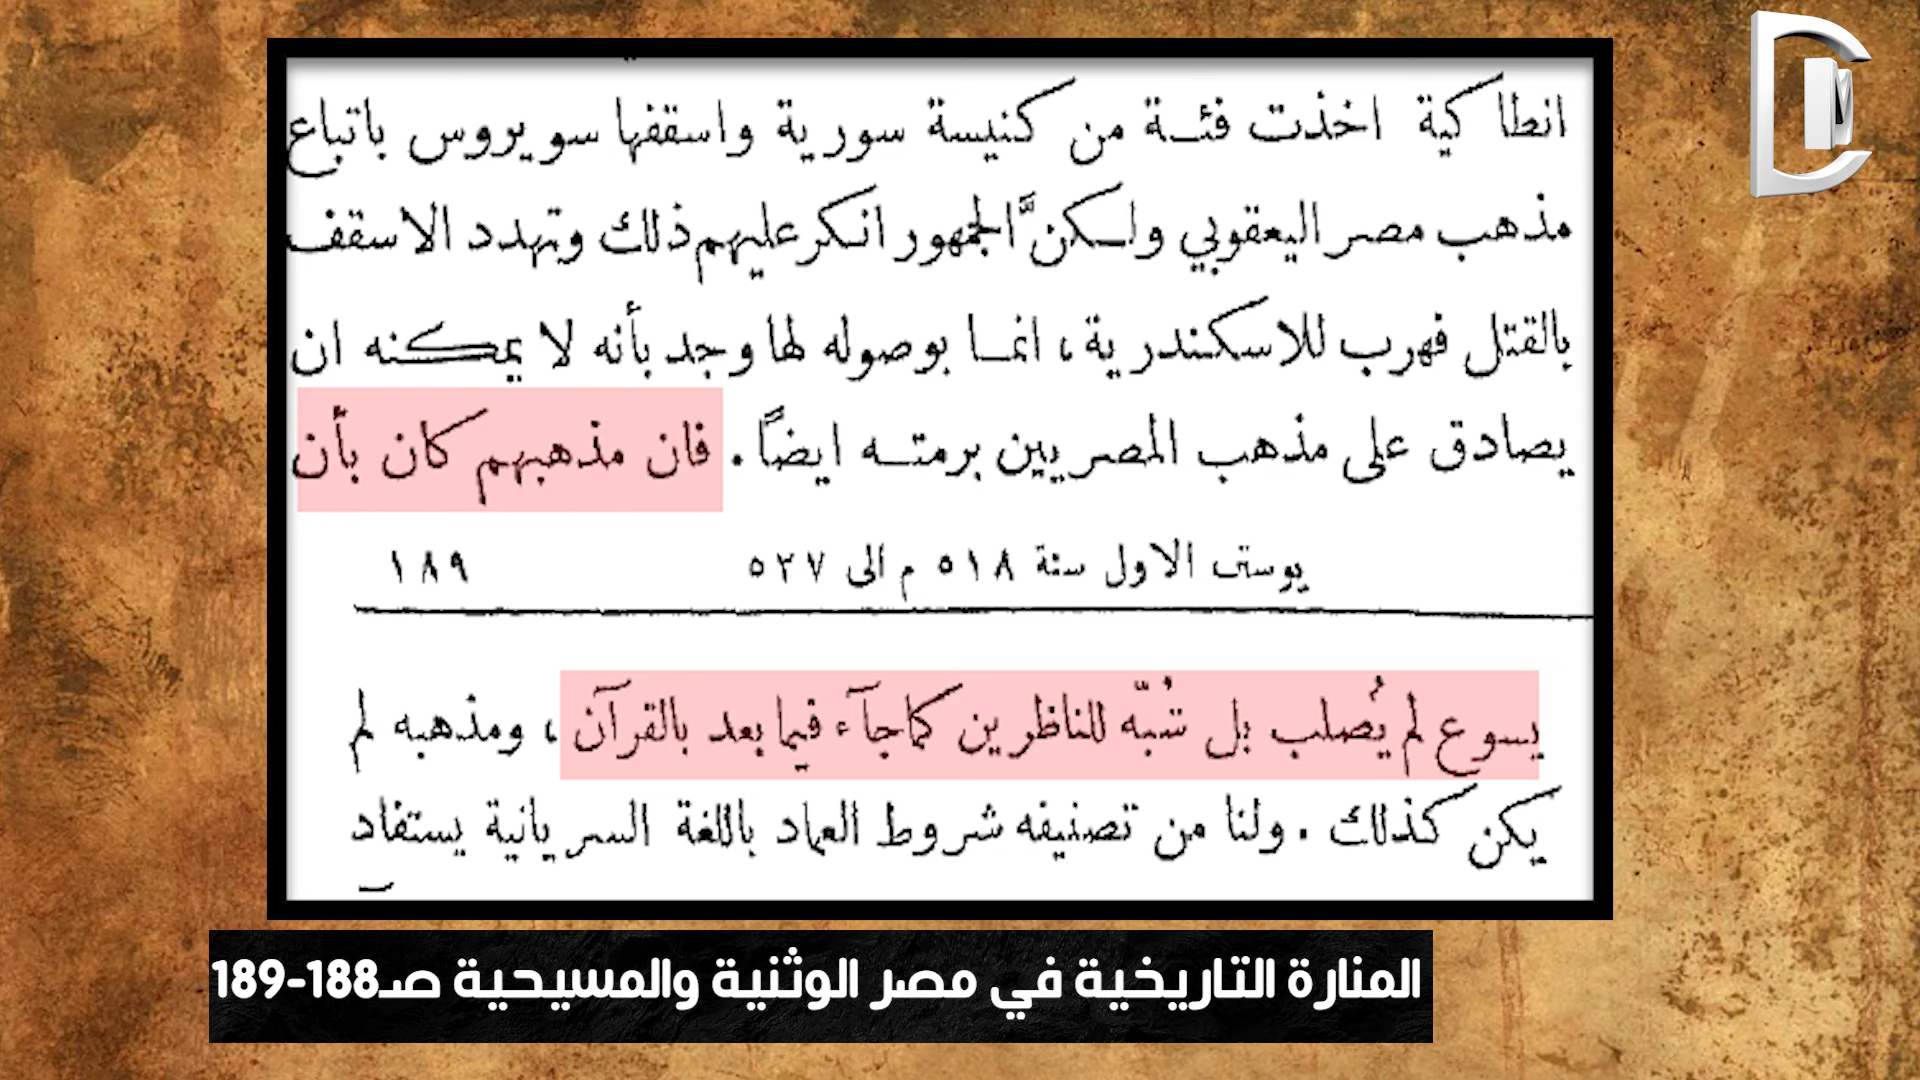 انطاكية اخذت فئة من كنيسة سورية واسقفها سويروس باتباع
مذهب مصر اليعقوبي ولكنَّ الجمهور انكر عليهم ذلك وتهدد الاسقف
بالقتل فهرب للاسكندرية، انما بوصوله لها وجد بأنه لا يمكنه ان
يصادق على مذهب المصريين برمته ايضاً. فان مذهبهم كان بأن
يوستن الاول سنة ٥١٨ م الى ٥٢٧ ١٨٩
يسوع لم يُصلب بل شُبّه للناظرين كما جآء فيما بعد بالقرآن، ومذهبه لم
يكن كذلك. ولنا من تصنيفه شروط العماد باللغة السريانية يستفاد
المنارة التاريخية في مصر الوثنية والمسيحية صـ188-189